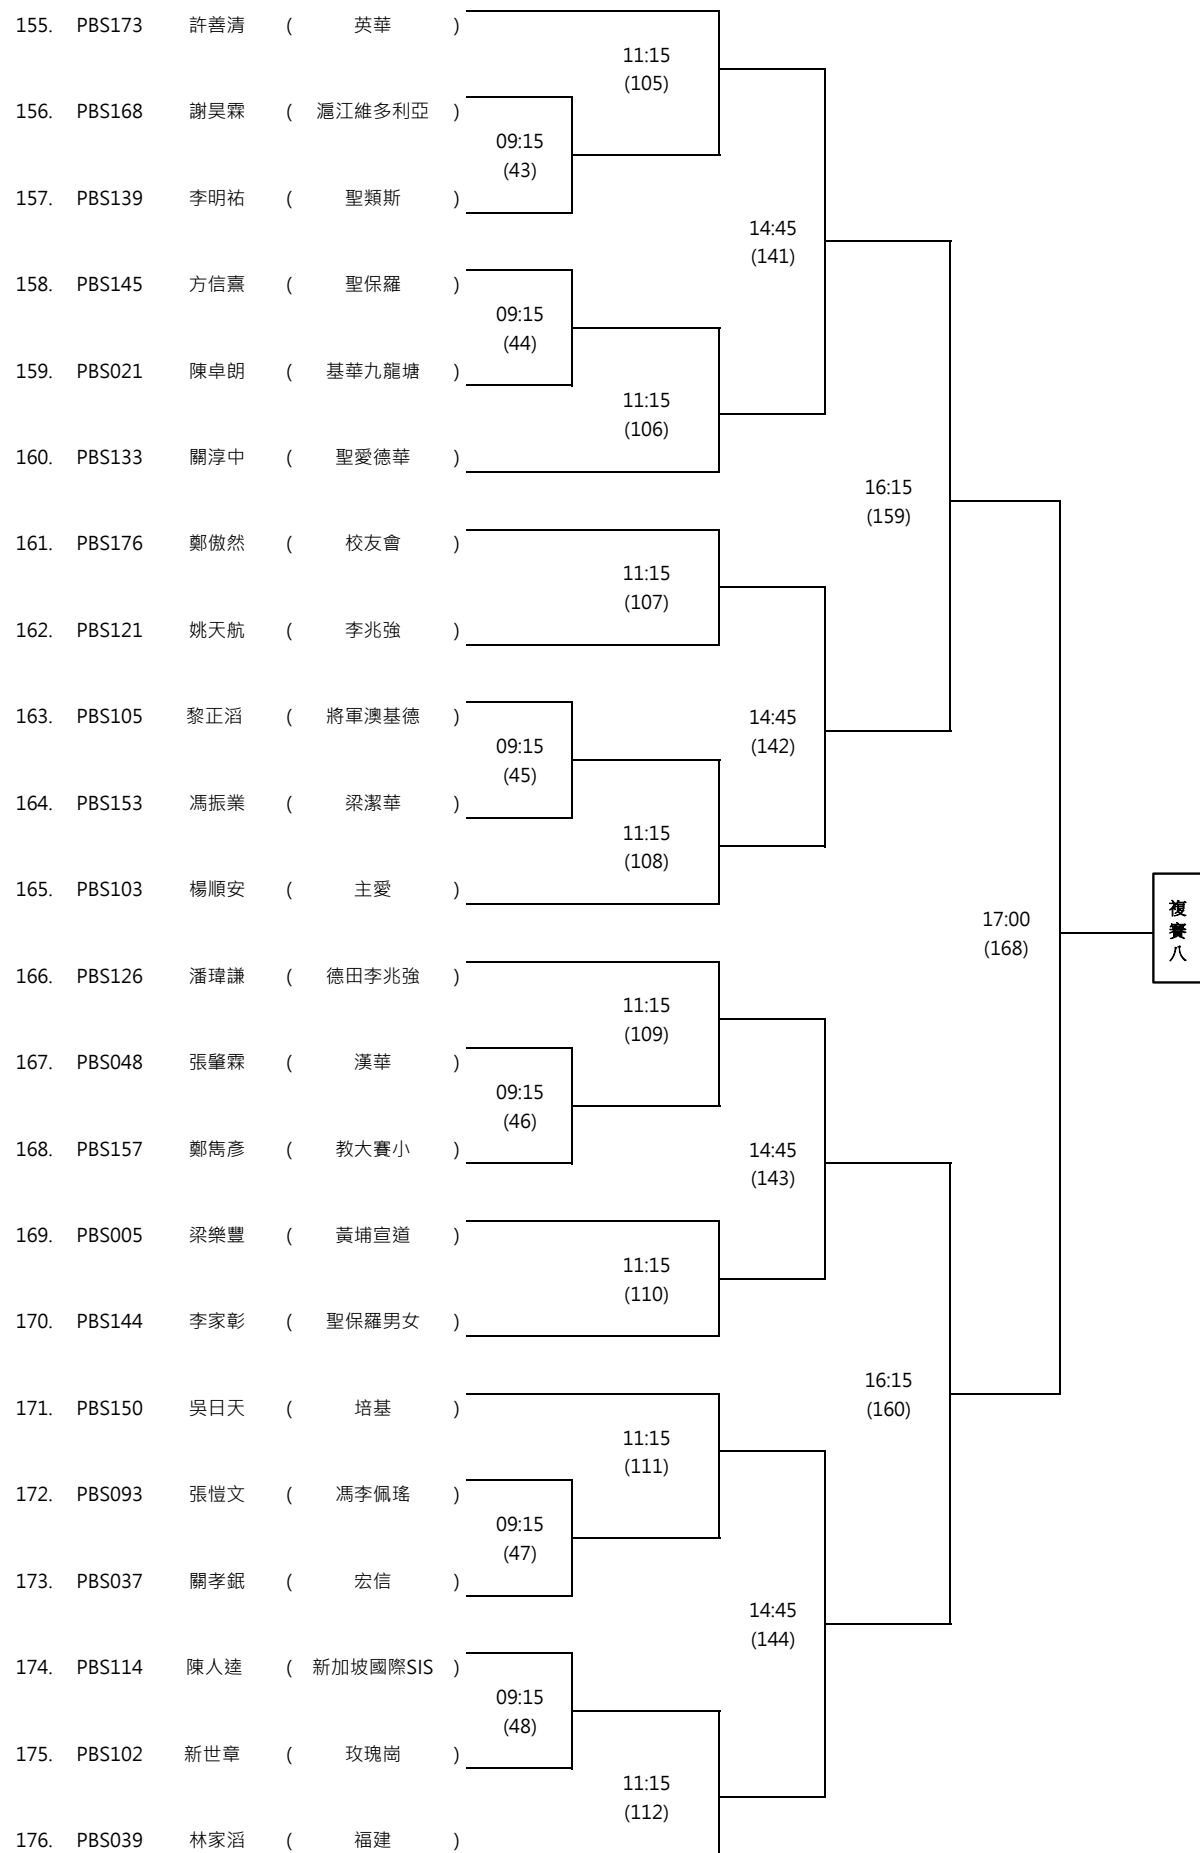 155. PBS173 許善清 ( 英華 )
11:15
(105)
156. PBS168 謝昊霖 ( 滬江維多利亞 )
09:15
(43)
157. PBS139 李明祐 ( 聖類斯 )
14:45
(141)
158. PBS145 方信熹 ( 聖保羅 )
09:15
(44)
159. PBS021 陳卓朗 ( 基華九龍塘 )
11:15
(106)
160. PBS133 關淳中 ( 聖愛德華 )
16:15
(159)
161. PBS176 鄭傲然 ( 校友會 )
11:15
(107)
162. PBS121 姚天航 ( 李兆強 )
163. PBS105 黎正滔 ( 將軍澳基德 )
14:45
(142)
09:15
(45)
164. PBS153 馮振業 ( 梁潔華 )
11:15
(108)
165. PBS103 楊順安 ( 主愛 )
17:00
(168)
複賽八
166. PBS126 潘瑋謙 ( 德田李兆強 )
11:15
(109)
167. PBS048 張肇霖 ( 漢華 )
09:15
(46)
168. PBS157 鄭雋彥 ( 教大賽小 )
14:45
(143)
169. PBS005 梁樂豐 ( 黃埔宣道 )
11:15
(110)
170. PBS144 李家彰 ( 聖保羅男女 )
16:15
(160)
171. PBS150 吳日天 ( 培基 )
11:15
(111)
172. PBS093 張愷文 ( 馮李佩瑤 )
09:15
(47)
173. PBS037 關孝鈱 ( 宏信 )
14:45
(144)
174. PBS114 陳人逵 ( 新加坡國際SIS )
09:15
(48)
175. PBS102 新世章 ( 玫瑰崗 )
11:15
(112)
176. PBS039 林家滔 ( 福建 )